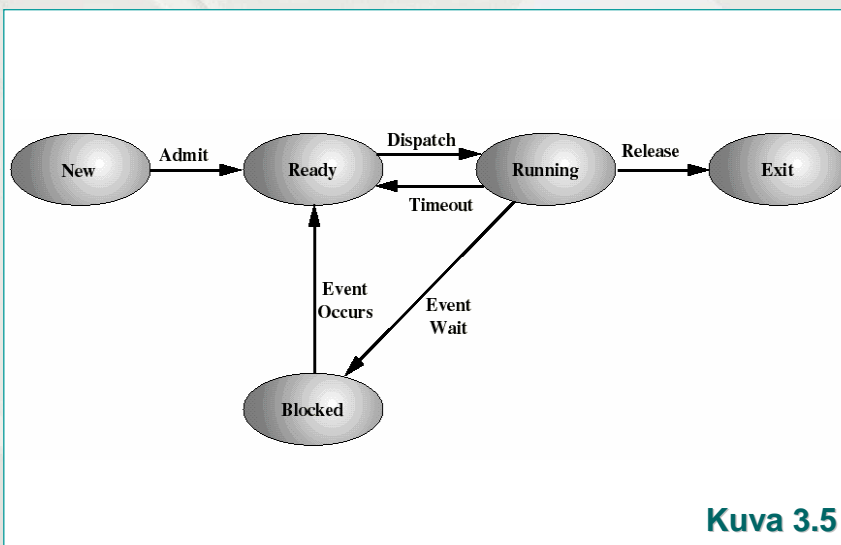 New
Admit
Ready
Dispatch
Timeout
Running
Release
Exit
Event
Occurs
Event
Wait
Blocked
Kuva 3.5